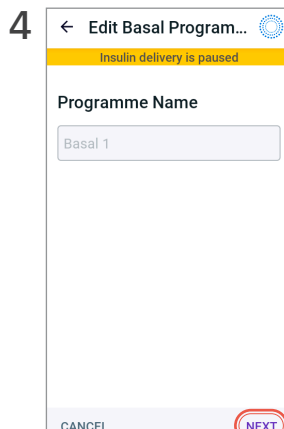 4
← Edit Basal Program...
Insulin delivery is paused
Programme Name
Basal 1
CANCEL
NEXT